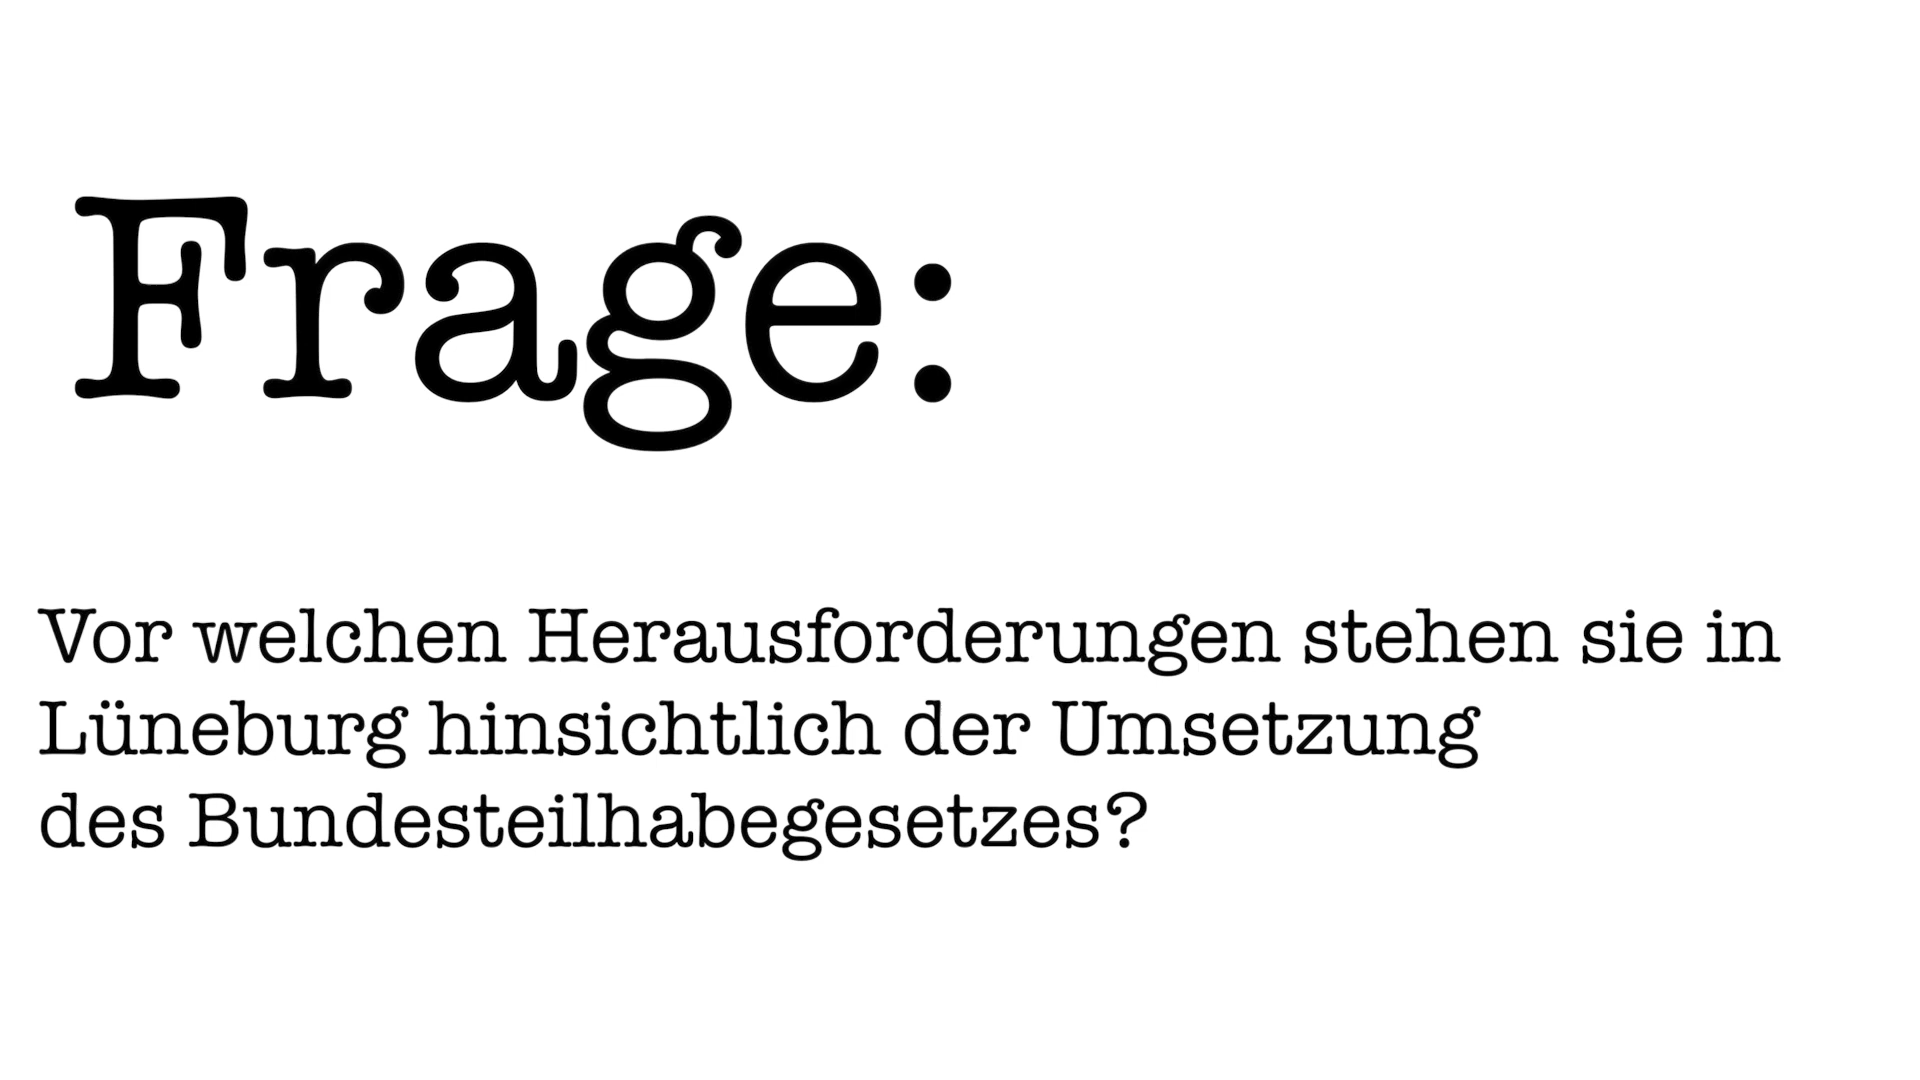 Frage:
Vor welchen Herausforderungen stehen sie in
Lüneburg hinsichtlich der Umsetzung
des Bundesteilhabegesetzes?